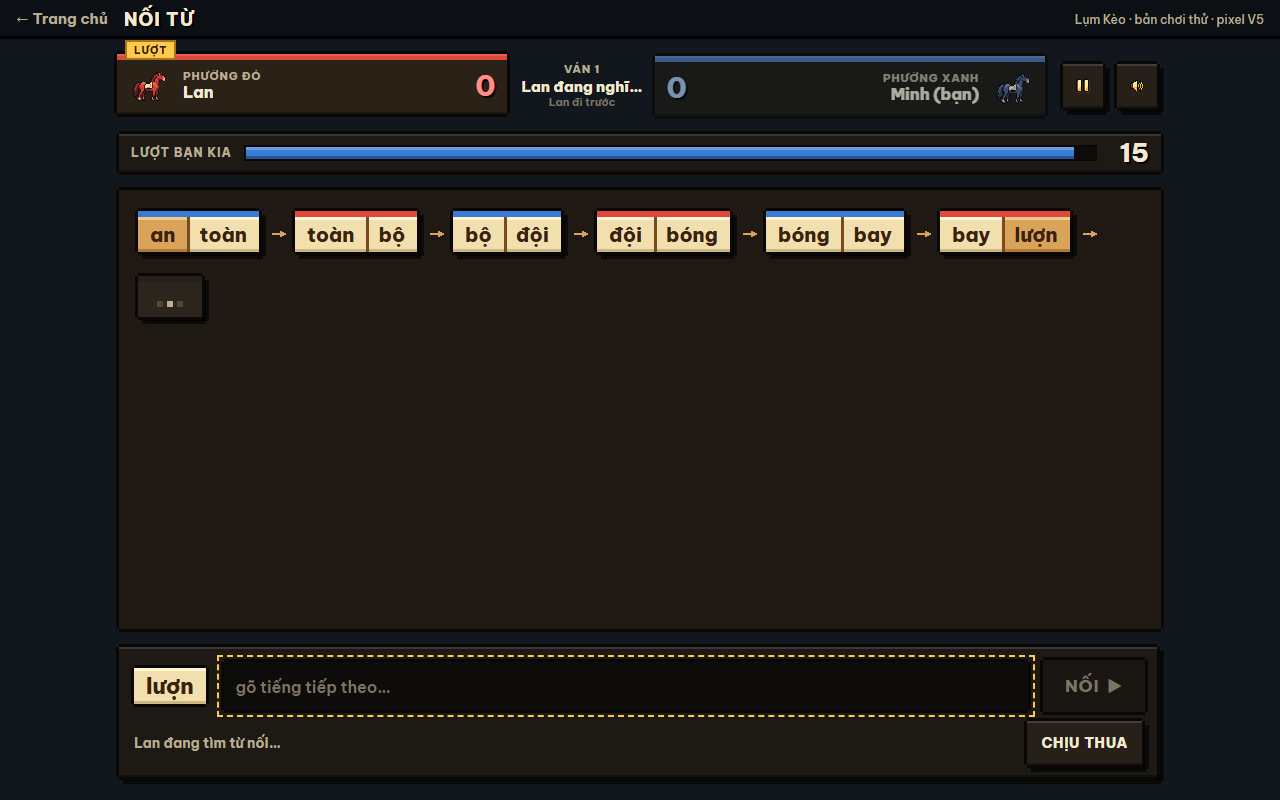 ← Trang chủ NỐI TỪ
Lụm Kèo · bản chơi thử · pixel V5
LƯỢT
PHƯỜNG ĐỎ
Lan
0
VÁN 1
Lan đang nghĩ...
Lan đi trước
0
PHƯỜNG XANH
Minh (bạn)
LƯỢT BẠN KIA
15
an toàn → toàn bộ → bộ đội → đội bóng → bóng bay → bay lượn →
lượn
gõ tiếng tiếp theo...
NỐI ▶
Lan đang tìm từ nối...
CHỊU THUA